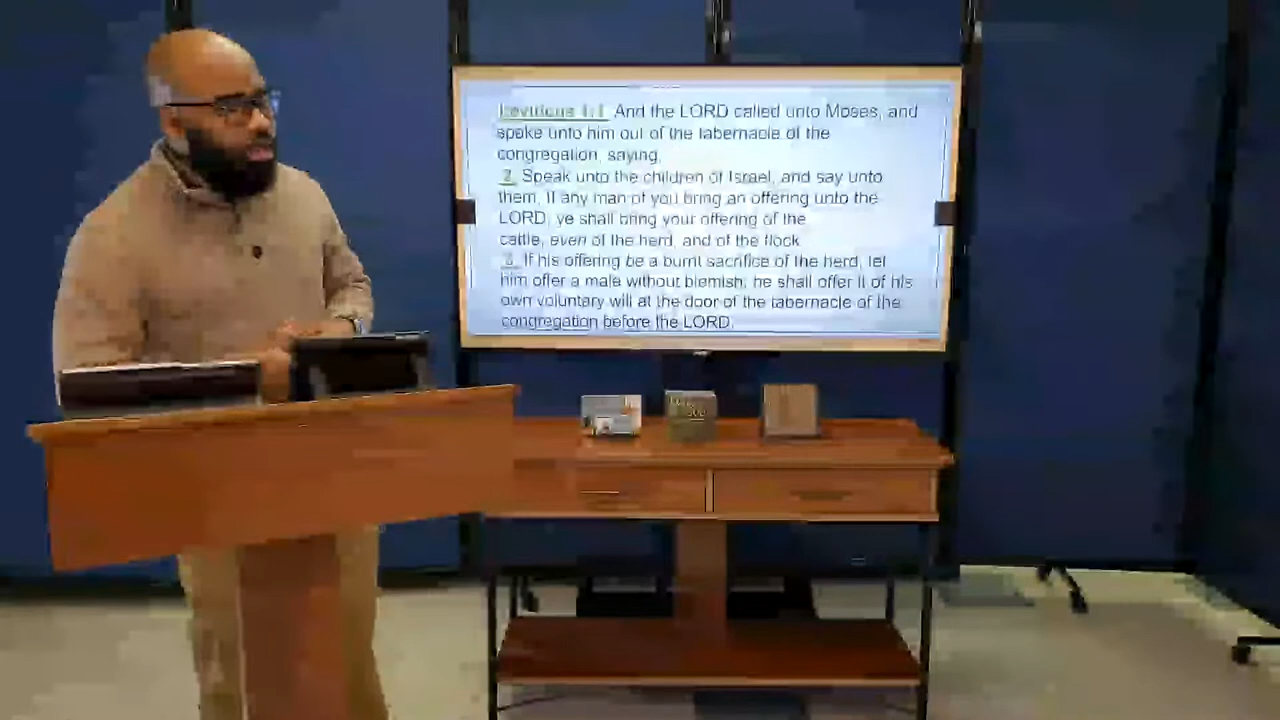 Leviticus 1:1 And the LORD called unto Moses, and
spoke unto him out of the tabernacle of the
congregation, saying,
2 Speak unto the children of Israel, and say unto
them, If any man of you bring an offering unto the
LORD, ye shall bring your offering of the
cattle, even of the herd, and of the flock.
3 If his offering be a burnt sacrifice of the herd, let
him offer a male without blemish: he shall offer it of his
own voluntary will at the door of the tabernacle of the
congregation before the LORD.